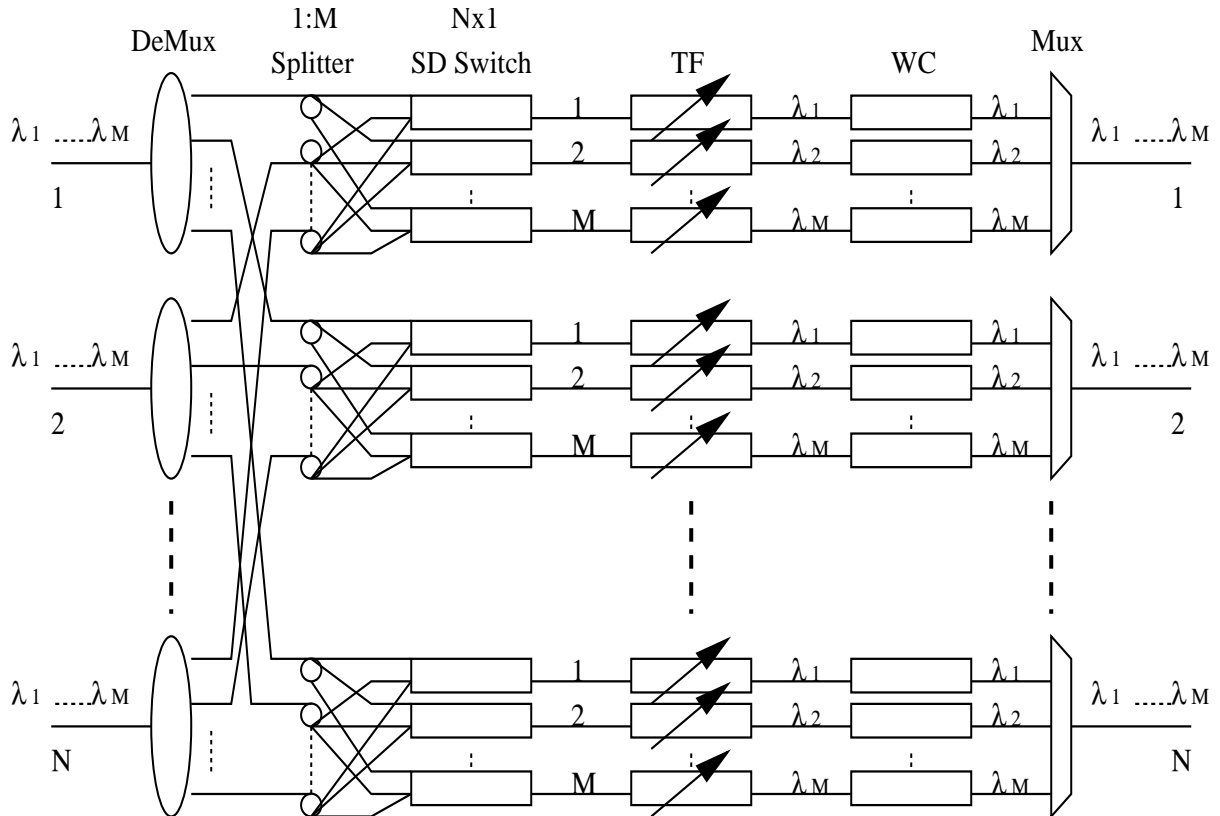 1:M Nx1
DeMux Splitter SD Switch TF WC Mux
λ1 ......λM 1 λ1 λ1 λ1 ......λM
2 λ2 λ2
1 M λM λM 1
1 λ1 λ1
λ1 ......λM 2 λ2 λ2 λ1 ......λM
2 M λM λM 2
1 λ1 λ1
λ1 ......λM 2 λ2 λ2 λ1 ......λM
N M λM λM N